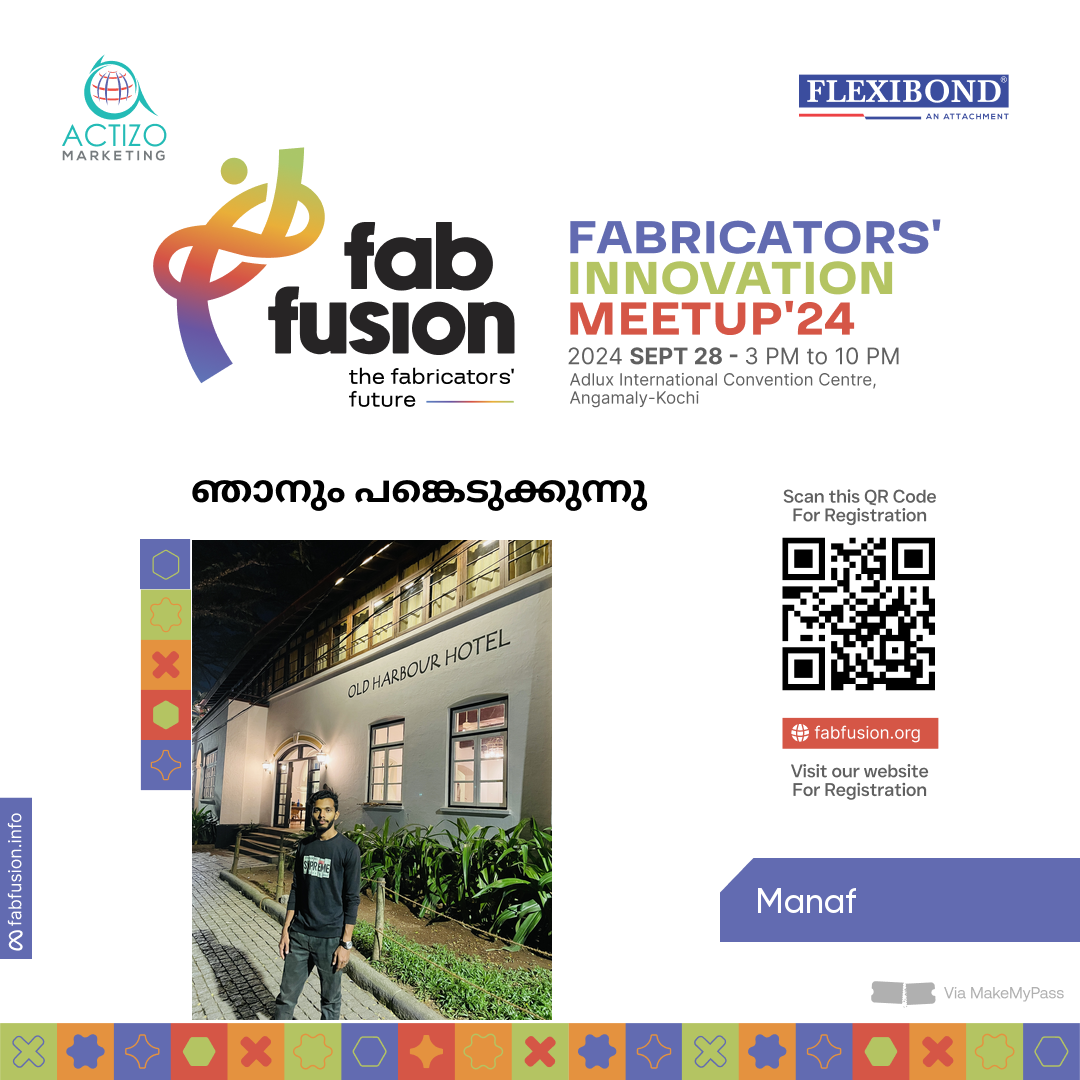 ACTIZO
MARKETING
FLEXIBOND®
AN ATTACHMENT
fab
fusion
the fabricators'
future
FABRICATORS'
INNOVATION
MEETUP'24
2024 SEPT 28 - 3 PM to 10 PM
Adlux International Convention Centre,
Angamaly-Kochi
ഞാനും പങ്കെടുക്കുന്നു
Scan this QR Code
For Registration
OLD HARBOUR HOTEL
SUPREME
fabfusion.org
Visit our website
For Registration
fabfusion.info
Manaf
Via MakeMyPass